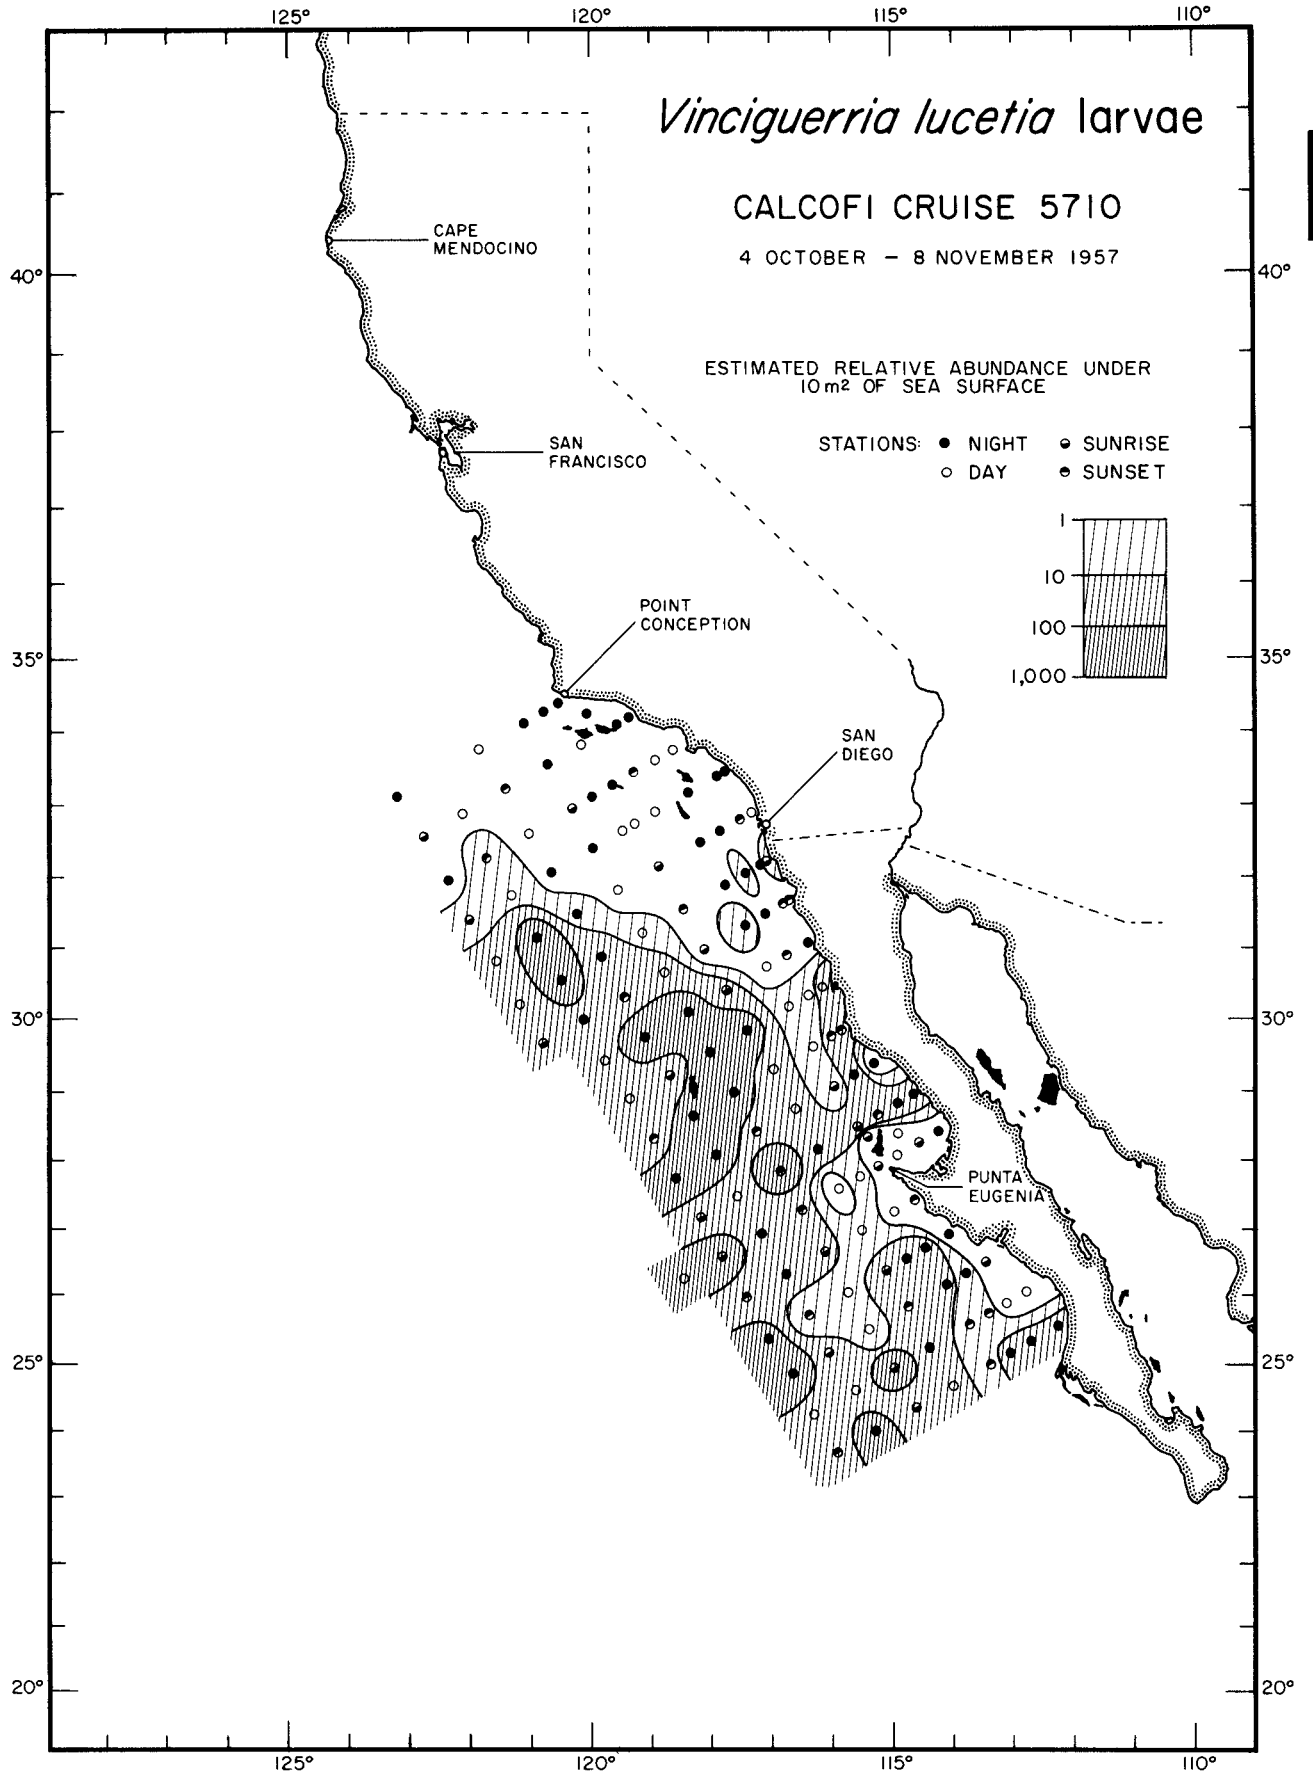 125° 120° 115° 110°
Vinciguerria lucetia larvae
CALCOFI CRUISE 5710
4 OCTOBER – 8 NOVEMBER 1957
CAPE
MENDOCINO
40° 40°
ESTIMATED RELATIVE ABUNDANCE UNDER
10 m² OF SEA SURFACE
STATIONS: NIGHT SUNRISE
DAY SUNSET
SAN
FRANCISCO
1
10
100
1,000
POINT
CONCEPTION
35° 35°
SAN
DIEGO
30° 30°
PUNTA
EUGENIA
25° 25°
20° 20°
125° 120° 115° 110°